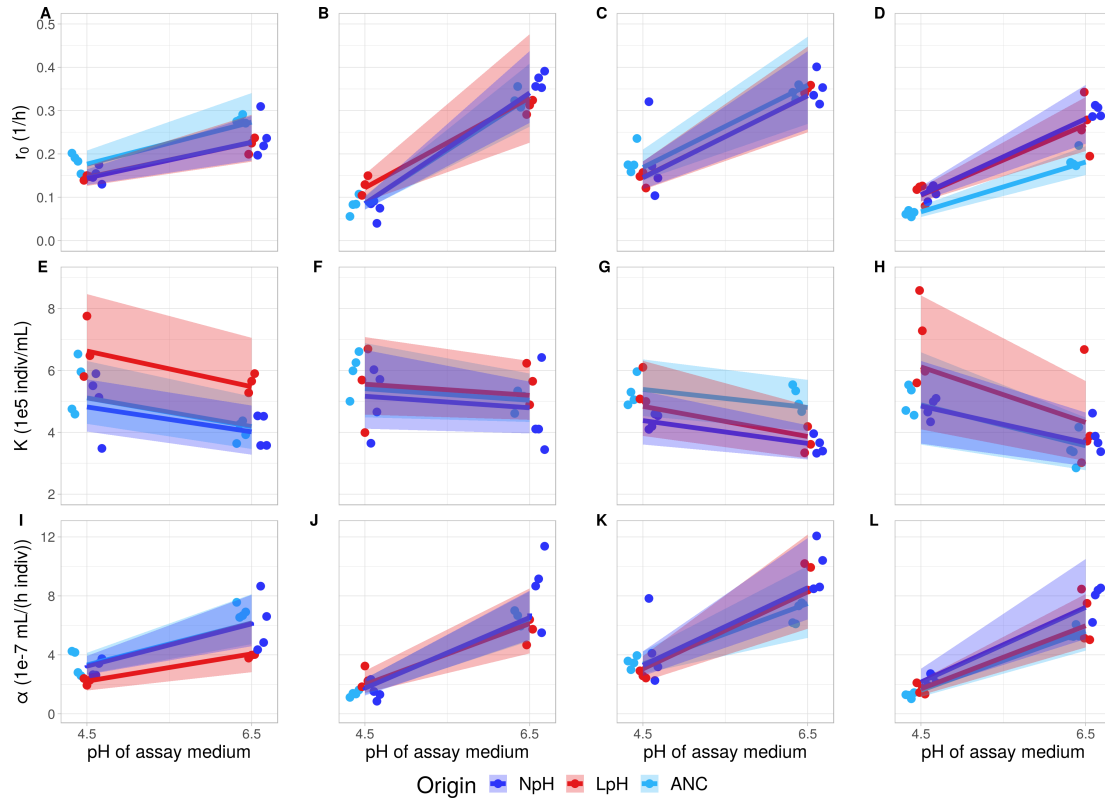 A B C D
0.5
0.4
0.3
0.2
0.1
0.0
r0 (1/h)
E F G H
8
6
4
2
K (1e5 indiv/mL)
I J K L
12
8
4
0
α (1e-7 mL/(h indiv))
4.5 6.5 4.5 6.5 4.5 6.5 4.5 6.5
pH of assay medium pH of assay medium pH of assay medium pH of assay medium
Origin NpH LpH ANC